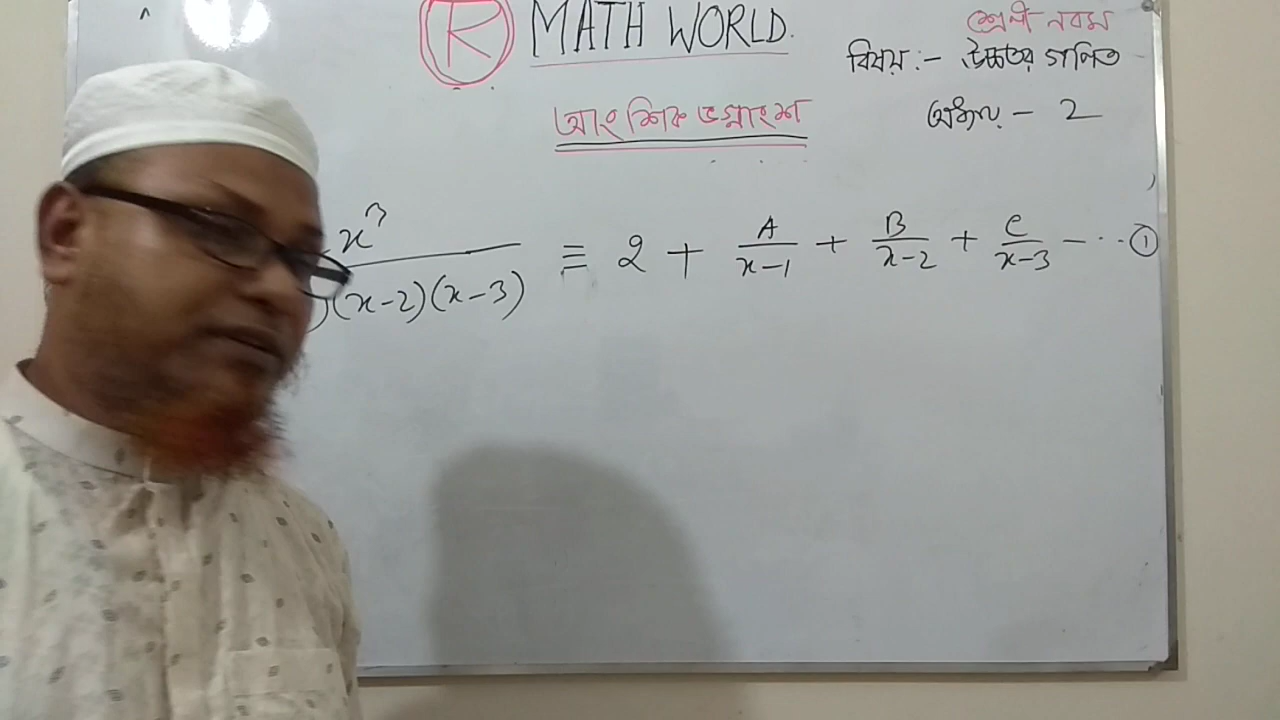 R MATH WORLD.
শ্রেণী নবম
বিষয়:- উচ্চতর গণিত
আংশিক ভগ্নাংশ
অধ্যায় - 2
x³ / (x-2)(x-3) ≡ 2 + A/(x-1) + B/(x-2) + C/(x-3) - ... ①